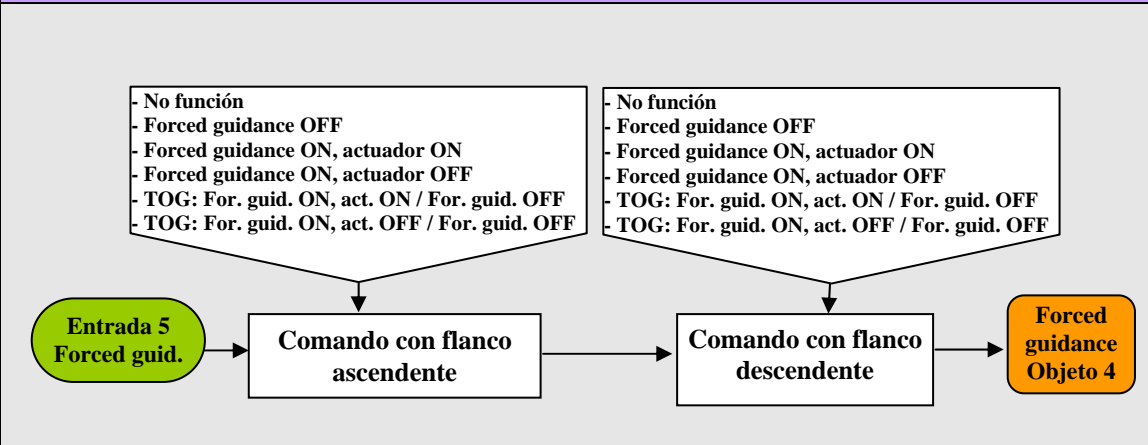 - No función
- Forced guidance OFF
- Forced guidance ON, actuador ON
- Forced guidance ON, actuador OFF
- TOG: For. guid. ON, act. ON / For. guid. OFF
- TOG: For. guid. ON, act. OFF / For. guid. OFF
- No función
- Forced guidance OFF
- Forced guidance ON, actuador ON
- Forced guidance ON, actuador OFF
- TOG: For. guid. ON, act. ON / For. guid. OFF
- TOG: For. guid. ON, act. OFF / For. guid. OFF
Entrada 5
Forced guid.
Comando con flanco
ascendente
Comando con flanco
descendente
Forced
guidance
Objeto 4